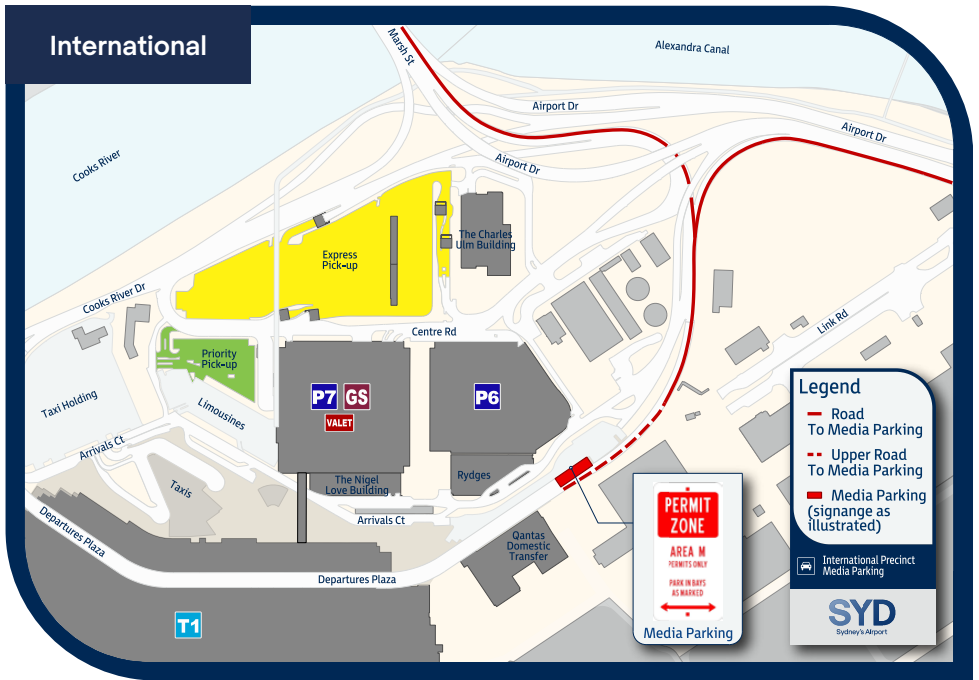 International
Marsh St
Alexandra Canal
Airport Dr
Airport Dr
Airport Dr
Cooks River
The Charles
Ulm Building
Express
Pick-up
Cooks River Dr
Centre Rd
Link Rd
Priority
Pick-up
Taxi Holding
Limousines
P7
GS
VALET
P6
Arrivals Ct
Taxis
The Nigel
Love Building
Rydges
Arrivals Ct
Departures Plaza
Departures Plaza
Qantas
Domestic
Transfer
T1
PERMIT
ZONE
AREA M
PERMITS ONLY
PARK IN BAYS
AS MARKED
Media Parking
Legend
Road
To Media Parking
Upper Road
To Media Parking
Media Parking
(signange as
illustrated)
International Precinct
Media Parking
SYD
Sydney's Airport